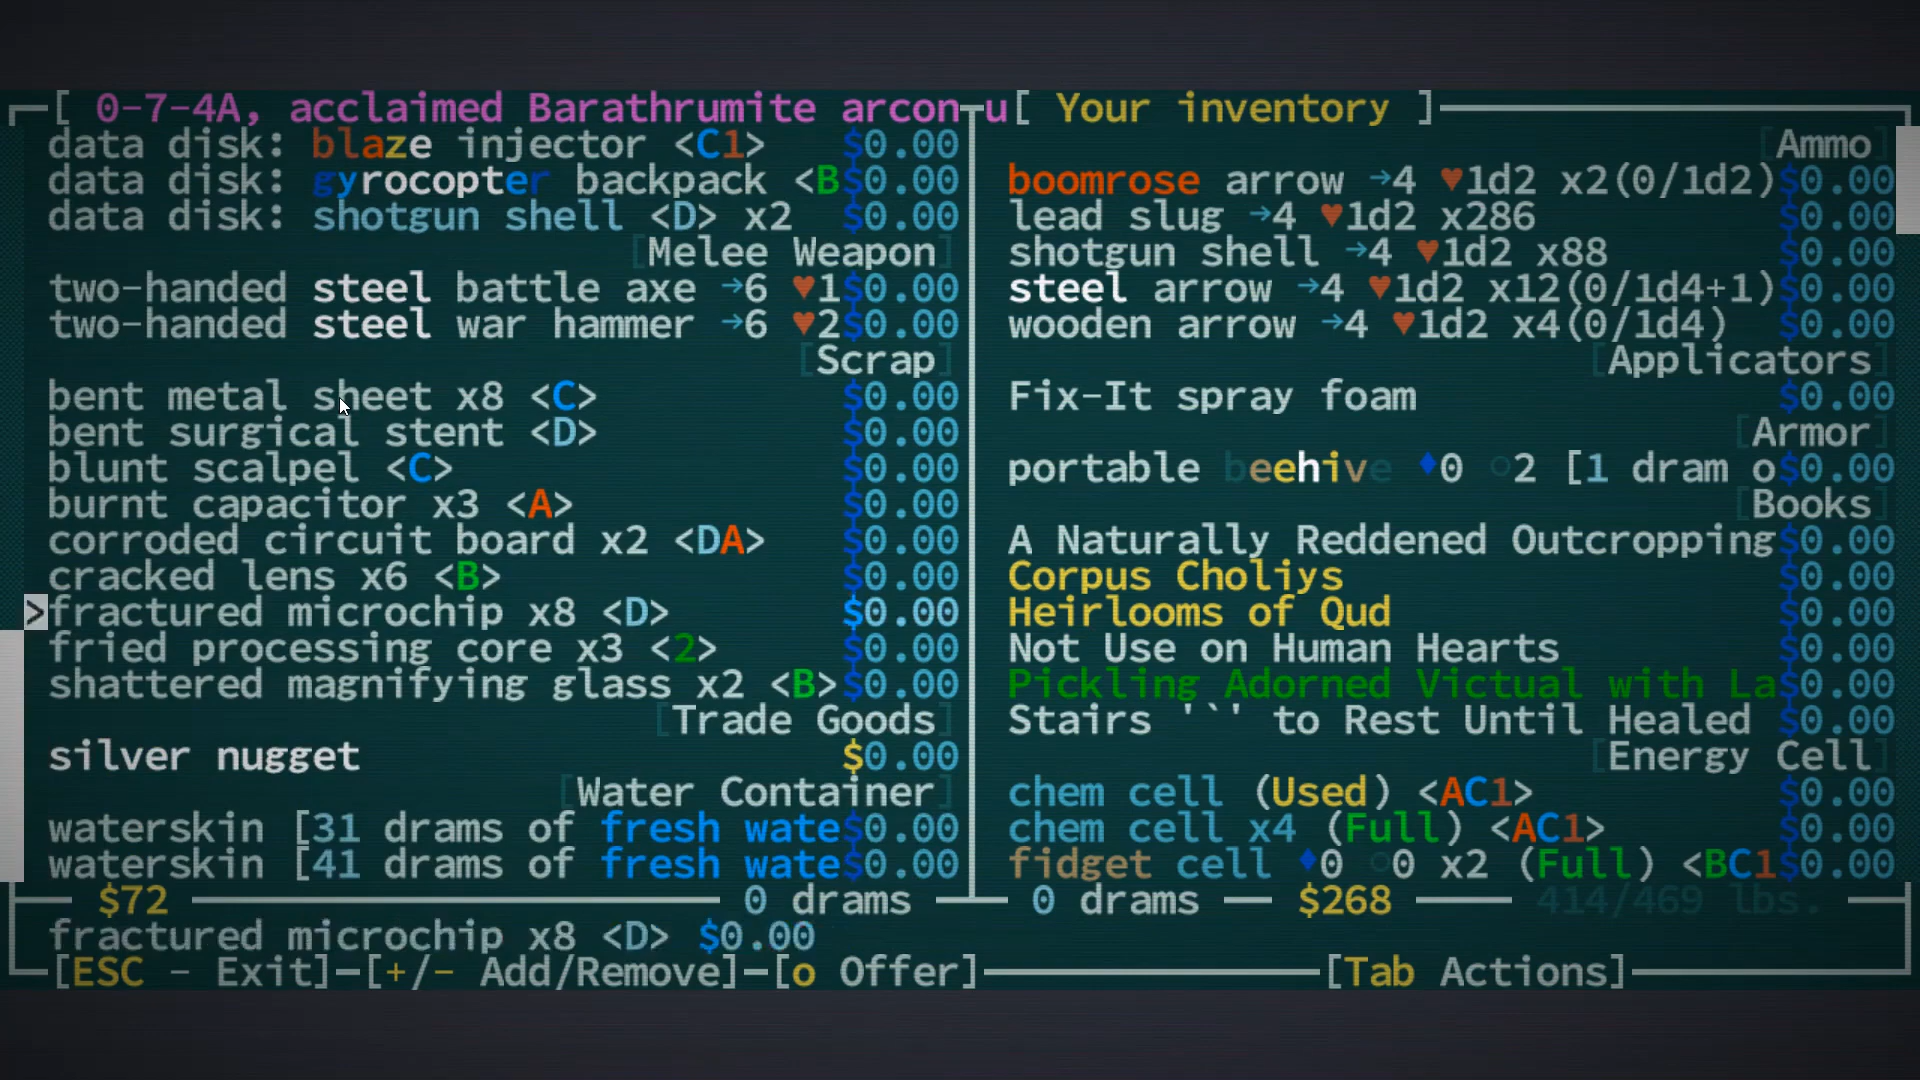 [ 0-7-4A, acclaimed Barathrumite arcon u[ Your inventory ]
data disk: blaze injector <C1> $0.00
data disk: gyrocopter backpack <B $0.00
data disk: shotgun shell <D> x2 $0.00
[Melee Weapon]
two-handed steel battle axe →6 ♥1 $0.00
two-handed steel war hammer →6 ♥2 $0.00
[Scrap]
bent metal sheet x8 <C> $0.00
bent surgical stent <D> $0.00
blunt scalpel <C> $0.00
burnt capacitor x3 <A> $0.00
corroded circuit board x2 <DA> $0.00
cracked lens x6 <B> $0.00
>fractured microchip x8 <D> $0.00
fried processing core x3 <2> $0.00
shattered magnifying glass x2 <B> $0.00
[Trade Goods]
silver nugget $0.00
[Water Container]
waterskin [31 drams of fresh wate $0.00
waterskin [41 drams of fresh wate $0.00
[Ammo]
boomrose arrow →4 ♥1d2 x2(0/1d2) $0.00
lead slug →4 ♥1d2 x286 $0.00
shotgun shell →4 ♥1d2 x88 $0.00
steel arrow →4 ♥1d2 x12(0/1d4+1) $0.00
wooden arrow →4 ♥1d2 x4(0/1d4) $0.00
[Applicators]
Fix-It spray foam $0.00
[Armor]
portable beehive ♦0 ○2 [1 dram o $0.00
[Books]
A Naturally Reddened Outcropping $0.00
Corpus Choliys $0.00
Heirlooms of Qud $0.00
Not Use on Human Hearts $0.00
Pickling Adorned Victual with La $0.00
Stairs '`' to Rest Until Healed $0.00
[Energy Cell]
chem cell (Used) <AC1> $0.00
chem cell x4 (Full) <AC1> $0.00
fidget cell ♦0 ○0 x2 (Full) <BC1 $0.00
$72 0 drams 0 drams $268 414/469 lbs.
fractured microchip x8 <D> $0.00
[ESC - Exit]-[+/- Add/Remove]-[o Offer] [Tab Actions]